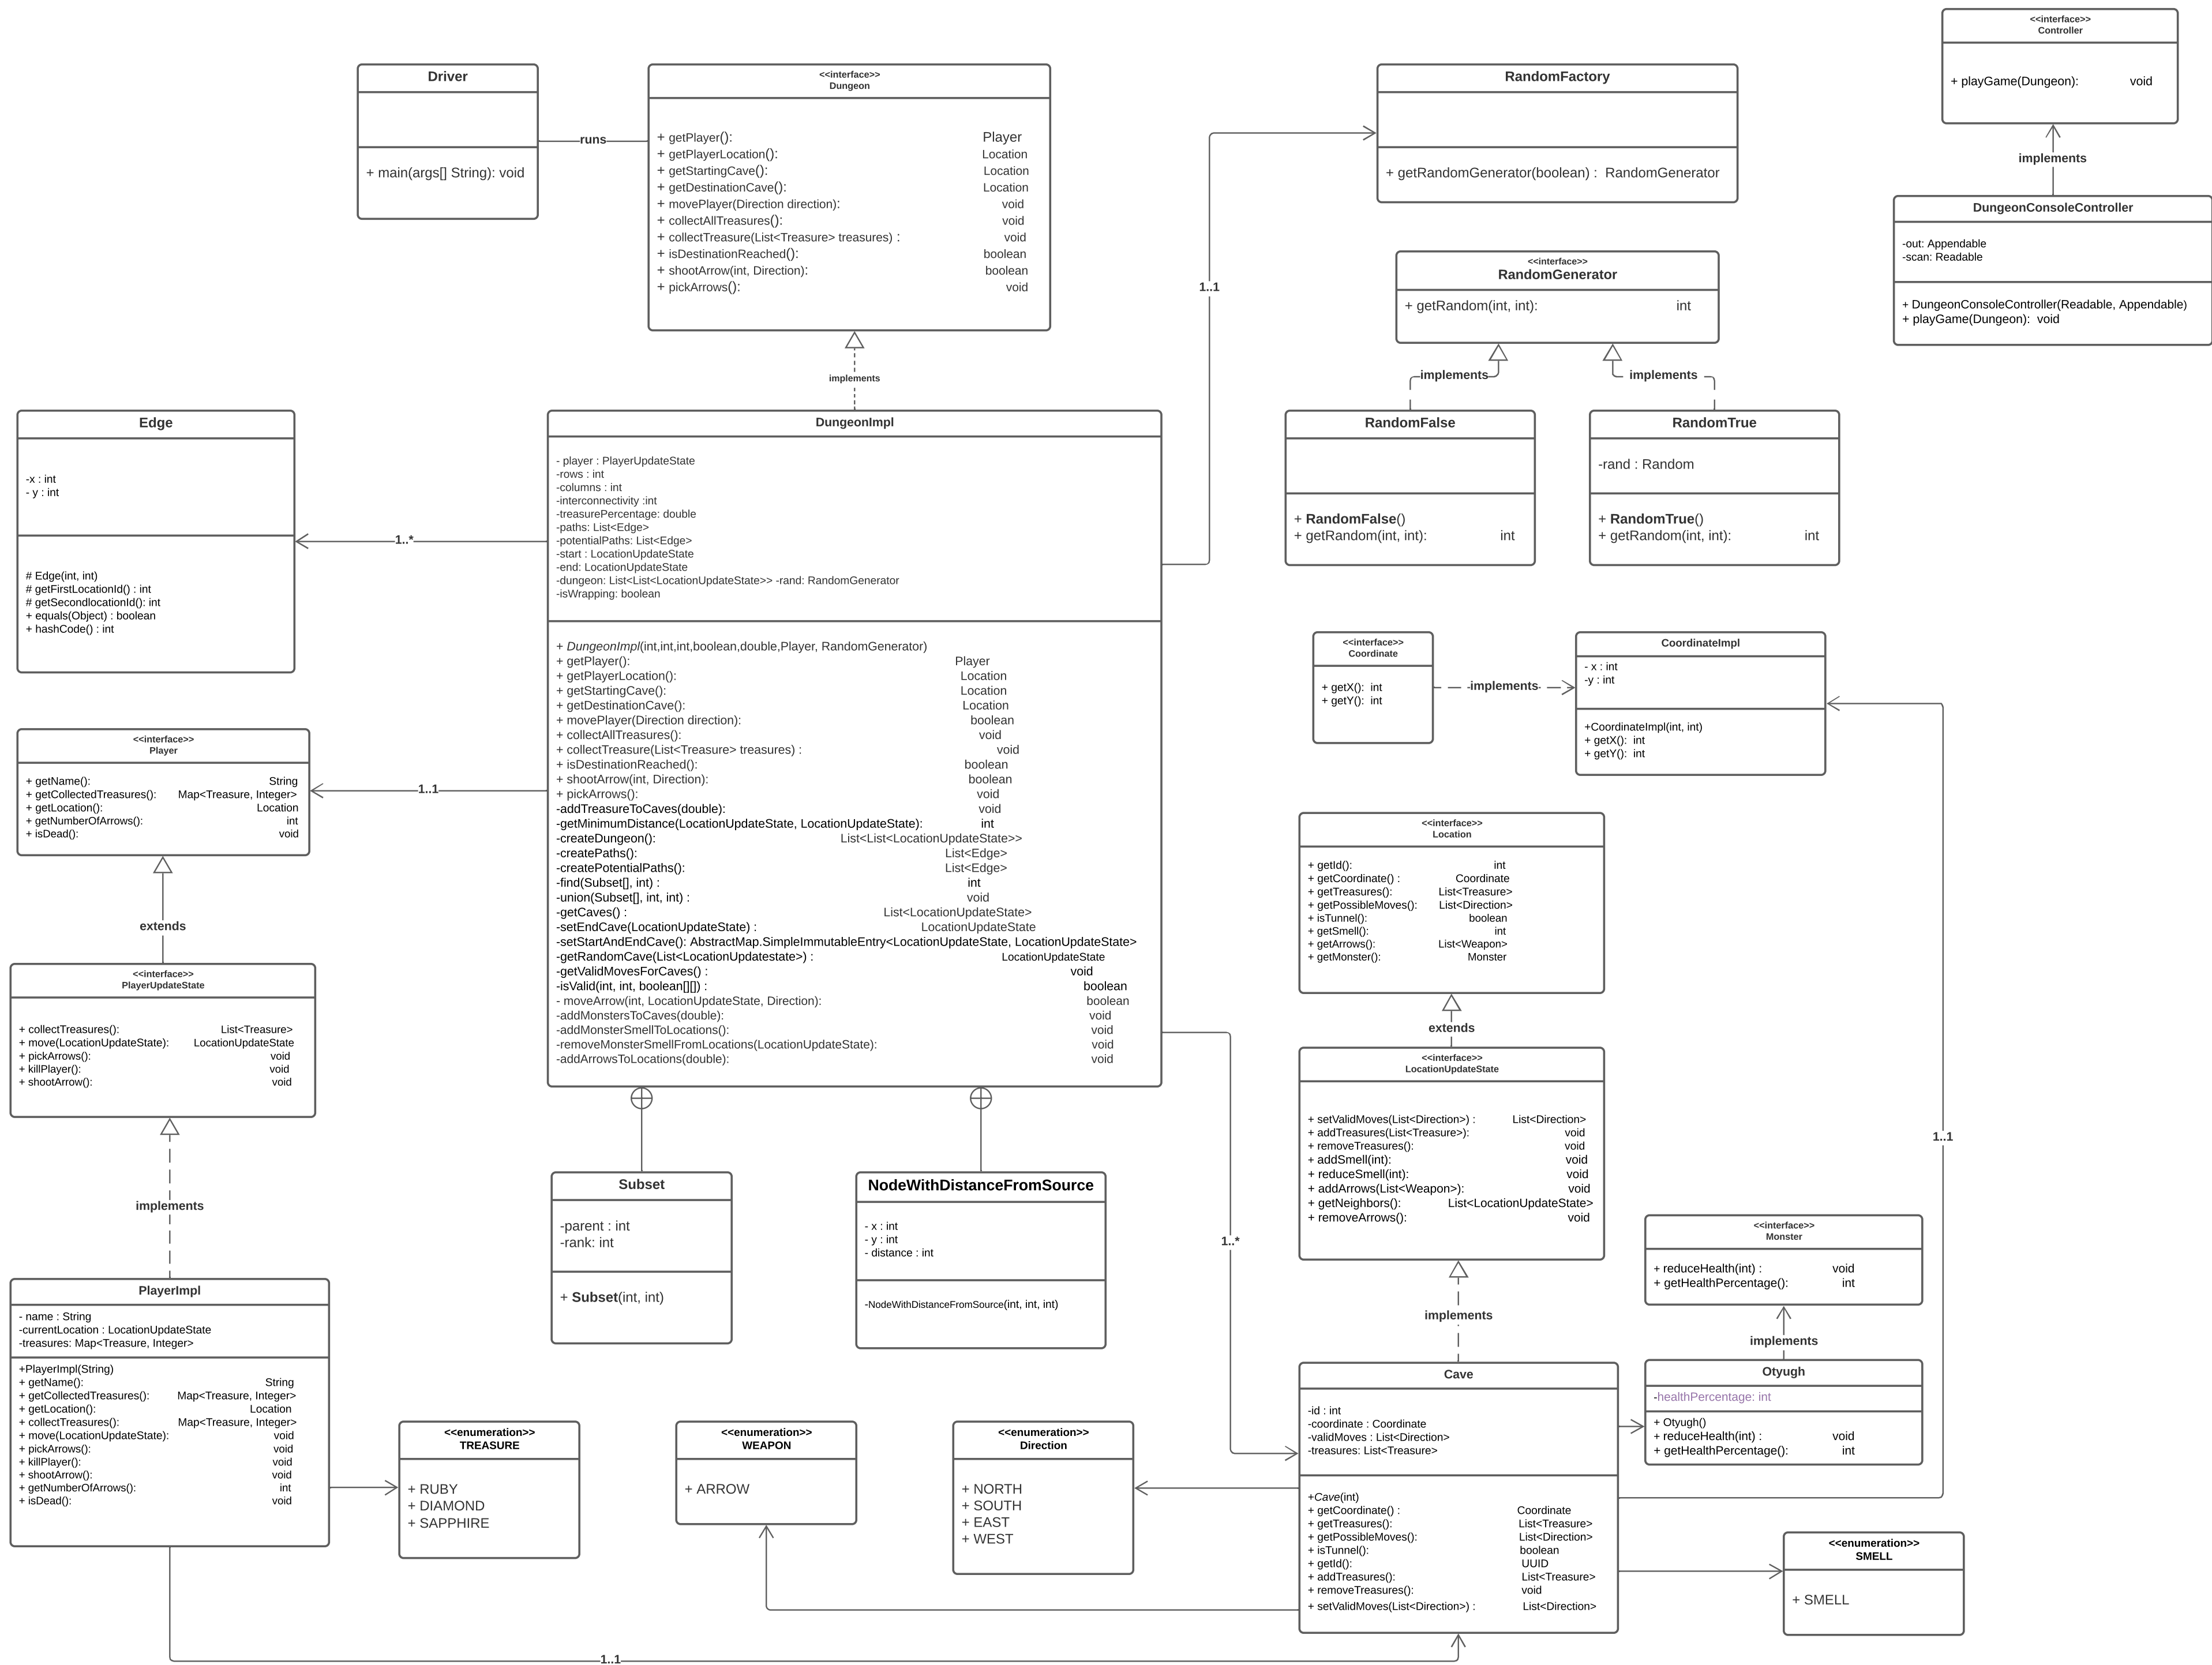 <<interface>>
Controller
+ playGame(Dungeon): void
implements
DungeonConsoleController
-out: Appendable
-scan: Readable
+ DungeonConsoleController(Readable, Appendable)
+ playGame(Dungeon): void
Driver
+ main(args[] String): void
runs
<<interface>>
Dungeon
+ getPlayer(): Player
+ getPlayerLocation(): Location
+ getStartingCave(): Location
+ getDestinationCave(): Location
+ movePlayer(Direction direction): void
+ collectAllTreasures(): void
+ collectTreasure(List<Treasure> treasures) : void
+ isDestinationReached(): boolean
+ shootArrow(int, Direction): boolean
+ pickArrows(): void
implements
RandomFactory
+ getRandomGenerator(boolean) : RandomGenerator
1..1
<<interface>>
RandomGenerator
+ getRandom(int, int): int
implements
implements
RandomFalse
+ RandomFalse()
+ getRandom(int, int): int
RandomTrue
-rand : Random
+ RandomTrue()
+ getRandom(int, int): int
Edge
-x : int
- y : int
# Edge(int, int)
# getFirstLocationId() : int
# getSecondlocationId(): int
+ equals(Object) : boolean
+ hashCode() : int
1..*
DungeonImpl
- player : PlayerUpdateState
-rows : int
-columns : int
-interconnectivity :int
-treasurePercentage: double
-paths: List<Edge>
-potentialPaths: List<Edge>
-start : LocationUpdateState
-end: LocationUpdateState
-dungeon: List<List<LocationUpdateState>> -rand: RandomGenerator
-isWrapping: boolean
+ DungeonImpl(int,int,int,boolean,double,Player, RandomGenerator)
+ getPlayer(): Player
+ getPlayerLocation(): Location
+ getStartingCave(): Location
+ getDestinationCave(): Location
+ movePlayer(Direction direction): boolean
+ collectAllTreasures(): void
+ collectTreasure(List<Treasure> treasures) : void
+ isDestinationReached(): boolean
+ shootArrow(int, Direction): boolean
+ pickArrows(): void
-addTreasureToCaves(double): void
-getMinimumDistance(LocationUpdateState, LocationUpdateState): int
-createDungeon(): List<List<LocationUpdateState>>
-createPaths(): List<Edge>
-createPotentialPaths(): List<Edge>
-find(Subset[], int) : int
-union(Subset[], int, int) : void
-getCaves() : List<LocationUpdateState>
-setEndCave(LocationUpdateState) : LocationUpdateState
-setStartAndEndCave(): AbstractMap.SimpleImmutableEntry<LocationUpdateState, LocationUpdateState>
-getRandomCave(List<LocationUpdatestate>) : LocationUpdateState
-getValidMovesForCaves() : void
-isValid(int, int, boolean[][]) : boolean
- moveArrow(int, LocationUpdateState, Direction): boolean
-addMonstersToCaves(double): void
-addMonsterSmellToLocations(): void
-removeMonsterSmellFromLocations(LocationUpdateState): void
-addArrowsToLocations(double): void
<<interface>>
Coordinate
+ getX(): int
+ getY(): int
implements
CoordinateImpl
- x : int
-y : int
+CoordinateImpl(int, int)
+ getX(): int
+ getY(): int
<<interface>>
Player
+ getName(): String
+ getCollectedTreasures(): Map<Treasure, Integer>
+ getLocation(): Location
+ getNumberOfArrows(): int
+ isDead(): void
1..1
extends
<<interface>>
PlayerUpdateState
+ collectTreasures(): List<Treasure>
+ move(LocationUpdateState): LocationUpdateState
+ pickArrows(): void
+ killPlayer(): void
+ shootArrow(): void
implements
PlayerImpl
- name : String
-currentLocation : LocationUpdateState
-treasures: Map<Treasure, Integer>
+PlayerImpl(String)
+ getName(): String
+ getCollectedTreasures(): Map<Treasure, Integer>
+ getLocation(): Location
+ collectTreasures(): Map<Treasure, Integer>
+ move(LocationUpdateState): void
+ pickArrows(): void
+ killPlayer(): void
+ shootArrow(): void
+ getNumberOfArrows(): int
+ isDead(): void
<<interface>>
Location
+ getId(): int
+ getCoordinate() : Coordinate
+ getTreasures(): List<Treasure>
+ getPossibleMoves(): List<Direction>
+ isTunnel(): boolean
+ getSmell(): int
+ getArrows(): List<Weapon>
+ getMonster(): Monster
extends
<<interface>>
LocationUpdateState
+ setValidMoves(List<Direction>) : List<Direction>
+ addTreasures(List<Treasure>): void
+ removeTreasures(): void
+ addSmell(int): void
+ reduceSmell(int): void
+ addArrows(List<Weapon>): void
+ getNeighbors(): List<LocationUpdateState>
+ removeArrows(): void
implements
1..1
1..*
Subset
-parent : int
-rank: int
+ Subset(int, int)
NodeWithDistanceFromSource
- x : int
- y : int
- distance : int
-NodeWithDistanceFromSource(int, int, int)
<<interface>>
Monster
+ reduceHealth(int) : void
+ getHealthPercentage(): int
implements
Otyugh
-healthPercentage: int
+ Otyugh()
+ reduceHealth(int) : void
+ getHealthPercentage(): int
Cave
-id : int
-coordinate : Coordinate
-validMoves : List<Direction>
-treasures: List<Treasure>
+Cave(int)
+ getCoordinate() : Coordinate
+ getTreasures(): List<Treasure>
+ getPossibleMoves(): List<Direction>
+ isTunnel(): boolean
+ getId(): UUID
+ addTreasures(): List<Treasure>
+ removeTreasures(): void
+ setValidMoves(List<Direction>) : List<Direction>
<<enumeration>>
TREASURE
+ RUBY
+ DIAMOND
+ SAPPHIRE
<<enumeration>>
WEAPON
+ ARROW
<<enumeration>>
Direction
+ NORTH
+ SOUTH
+ EAST
+ WEST
<<enumeration>>
SMELL
+ SMELL
1..1